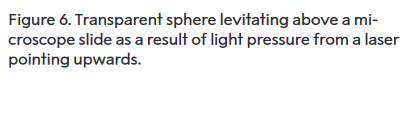 Figure 6. Transparent sphere levitating above a mi-
croscope slide as a result of light pressure from a laser
pointing upwards.